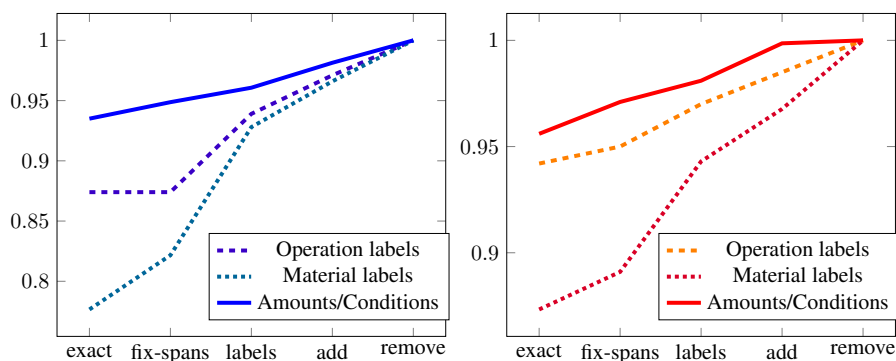 1
0.95
0.9
0.85
0.8
exact fix-spans labels add remove
Operation labels
Material labels
Amounts/Conditions
1
0.95
0.9
exact fix-spans labels add remove
Operation labels
Material labels
Amounts/Conditions